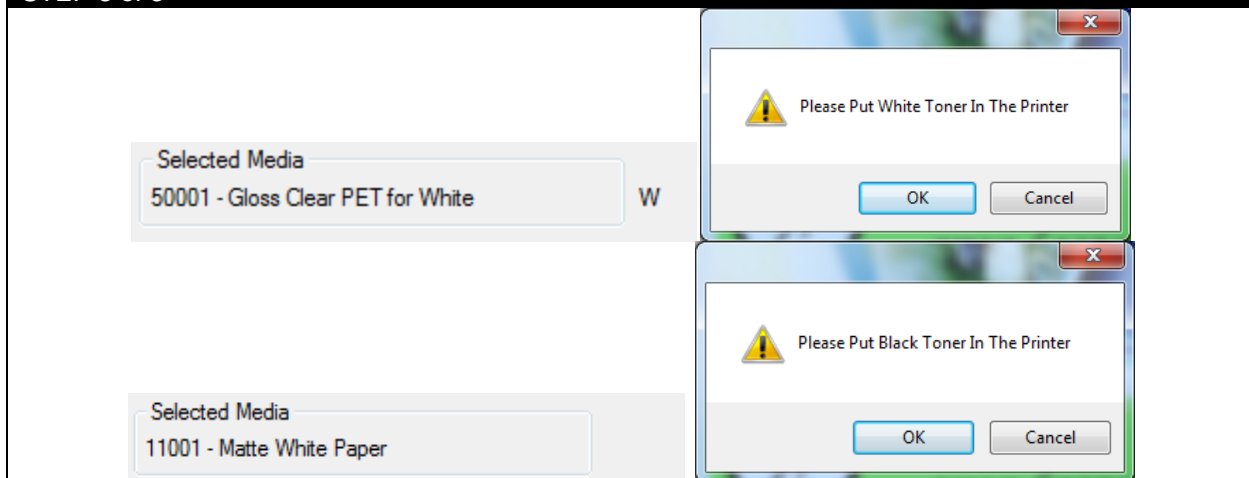 Please Put White Toner In The Printer
Selected Media
50001 - Gloss Clear PET for White
W
OK
Cancel
Please Put Black Toner In The Printer
Selected Media
11001 - Matte White Paper
OK
Cancel